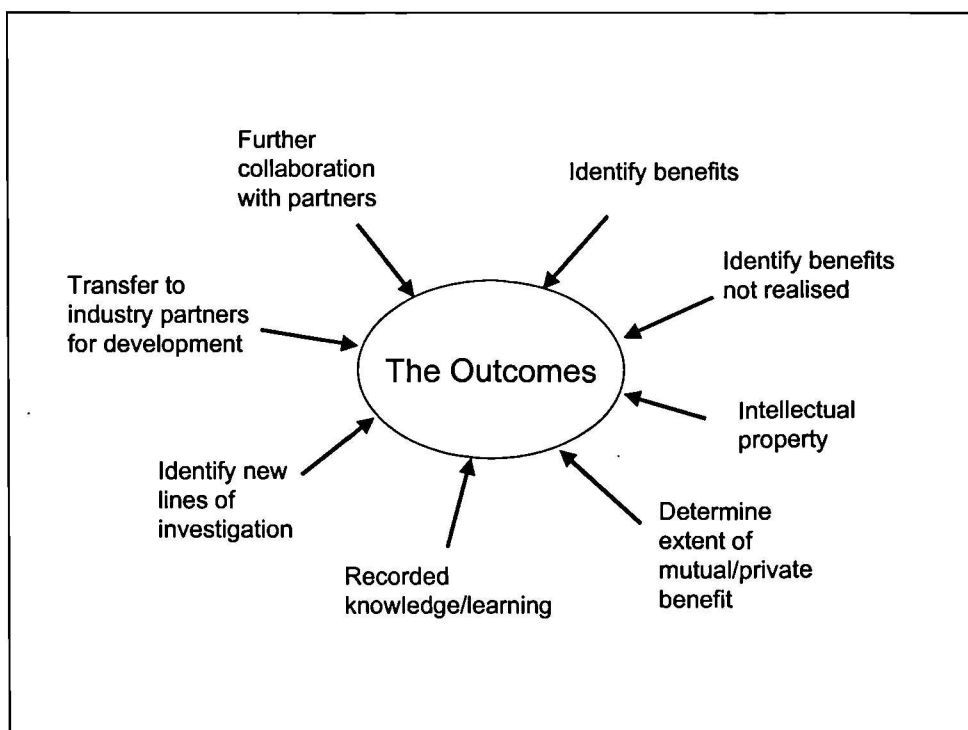 Further
collaboration
with partners
Identify benefits
Identify benefits
not realised
Transfer to
industry partners
for development
The Outcomes
Intellectual
property
Identify new
lines of
investigation
Determine
extent of
mutual/private
benefit
Recorded
knowledge/learning